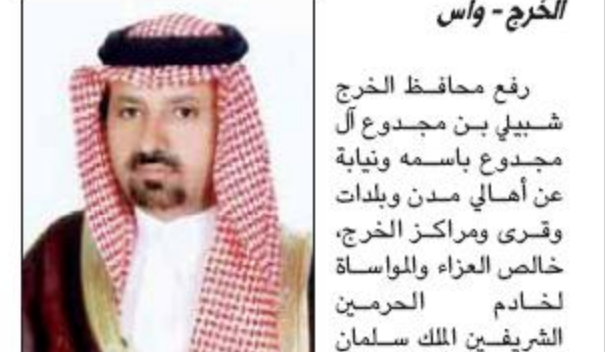 الخرج - واس
رفع محافظ الخرج
شبيلي بن مجدوع آل
مجدوع باسمه ونيابة
عن أهالي مدن وبلدات
وقرى ومراكز الخرج،
خالص العزاء والمواساة
لخادم الحرمين
الشريفين الملك سلمان